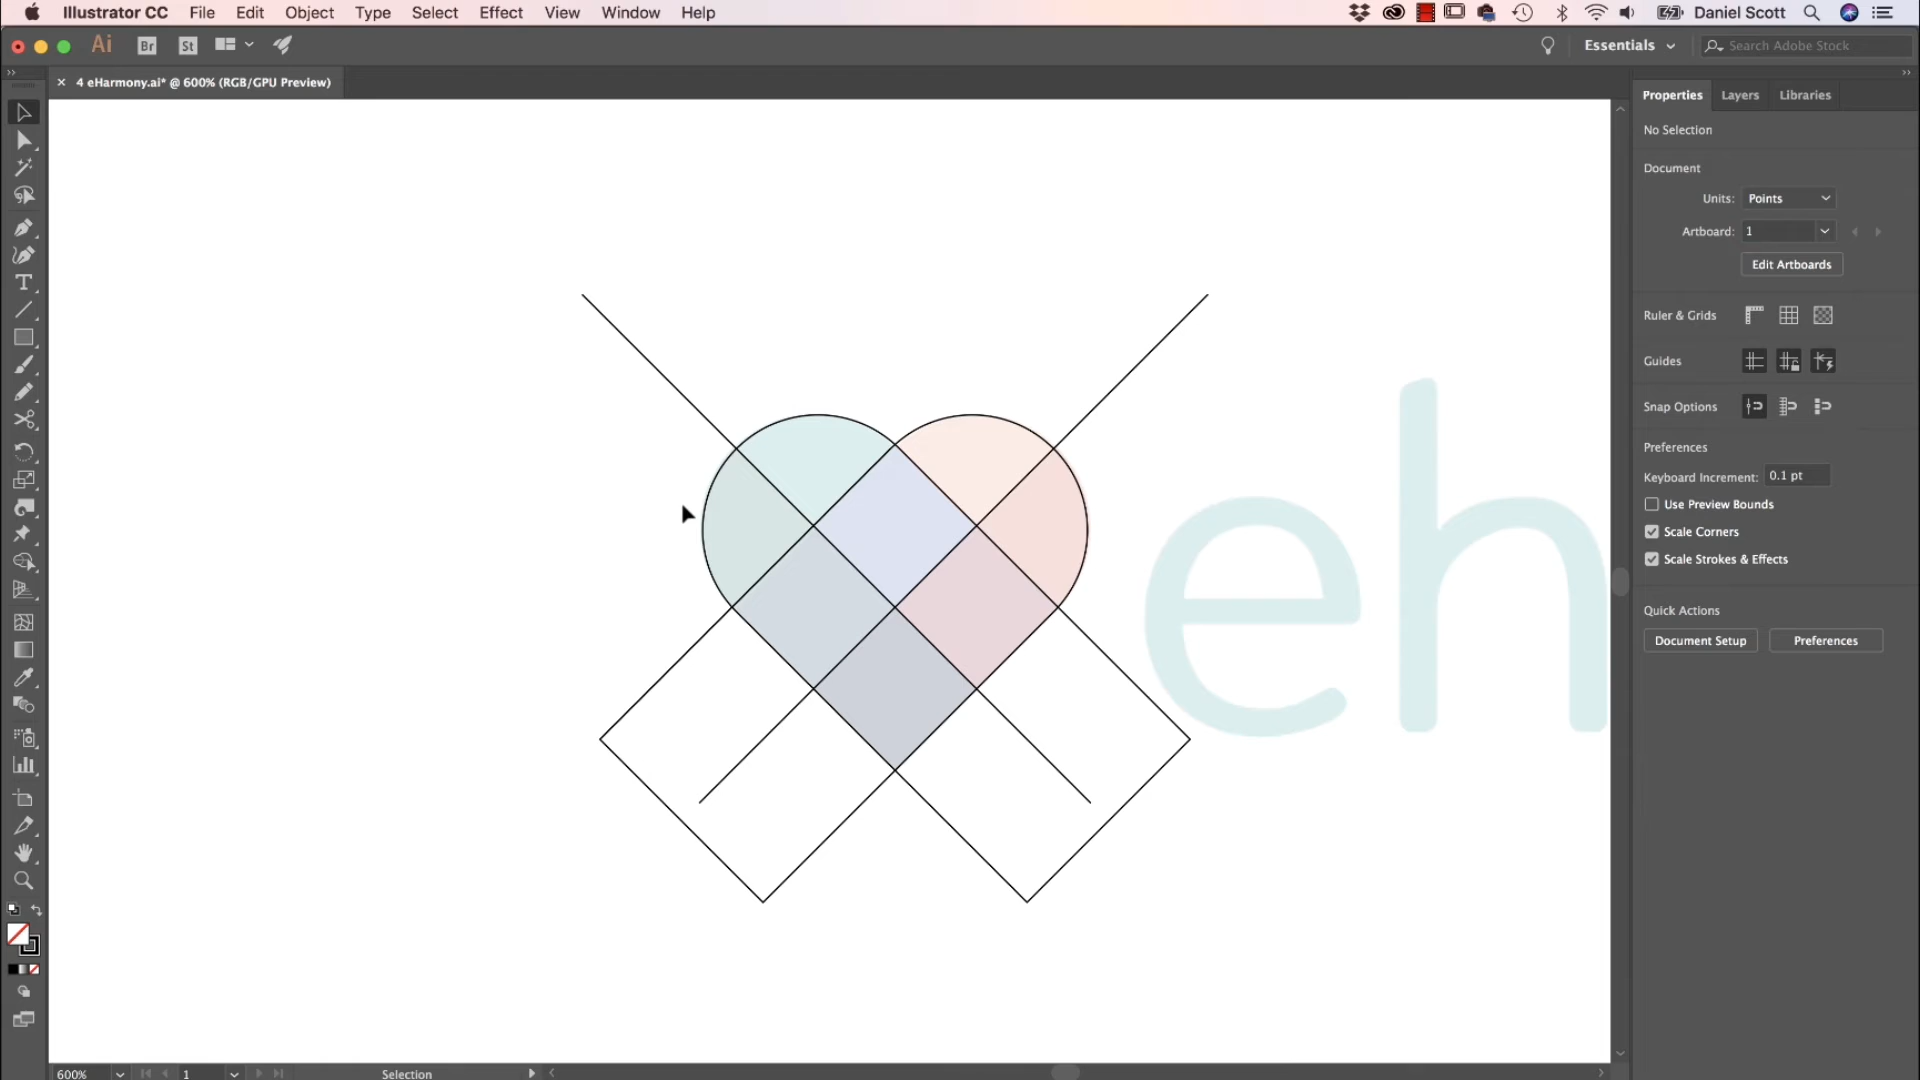 Illustrator CC File Edit Object Type Select Effect View Window Help Daniel Scott
Ai Br St Essentials Search Adobe Stock
4 eHarmony.ai* @ 600% (RGB/GPU Preview)
Properties Layers Libraries
No Selection
Document
Units: Points
Artboard: 1
Edit Artboards
Ruler & Grids
Guides
Snap Options
Preferences
Keyboard Increment: 0.1 pt
Use Preview Bounds
Scale Corners
Scale Strokes & Effects
Quick Actions
Document Setup Preferences
eh
600% 1 Selection